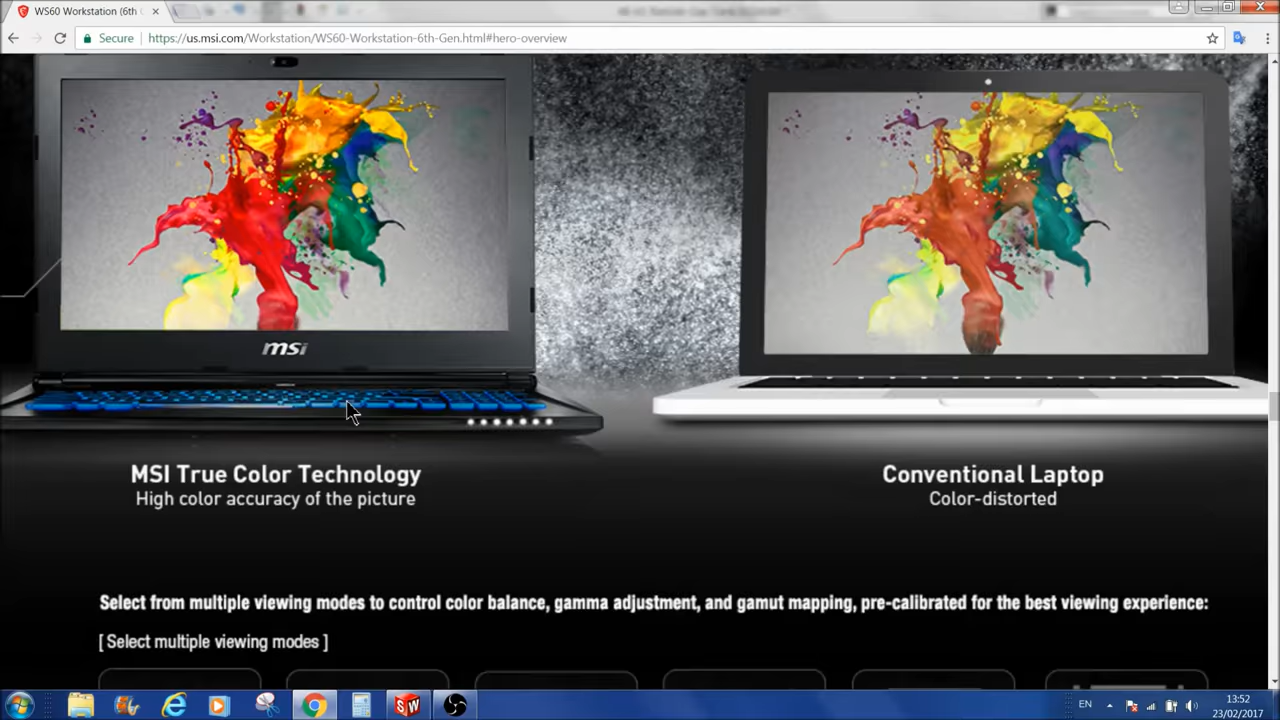 WS60 Workstation (6th
Secure
https://us.msi.com/Workstation/WS60-Workstation-6th-Gen.html#hero-overview
msi
MSI True Color Technology
High color accuracy of the picture
Conventional Laptop
Color-distorted
Select from multiple viewing modes to control color balance, gamma adjustment, and gamut mapping, pre-calibrated for the best viewing experience:
[ Select multiple viewing modes ]
EN
13:52
23/02/2017